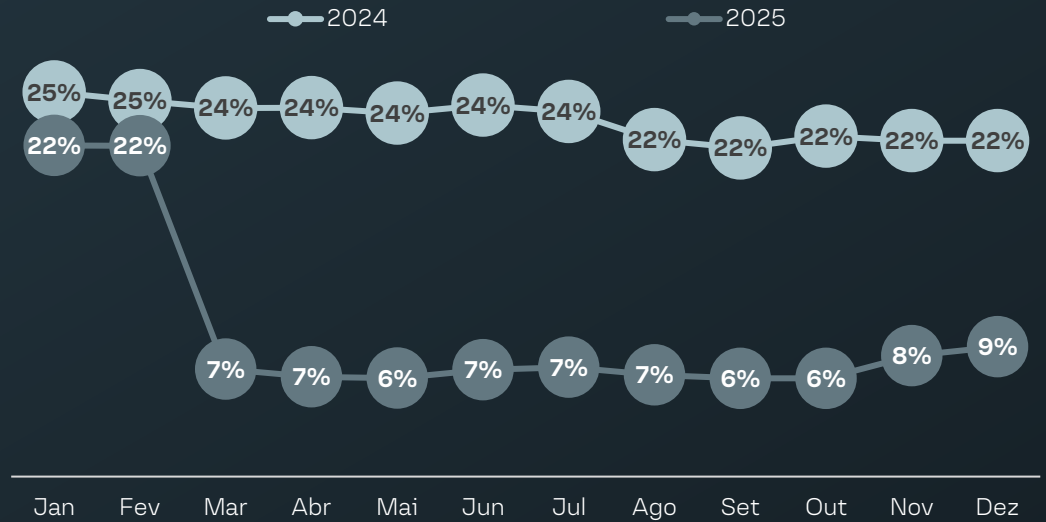 2024 2025
25% 25% 24% 24% 24% 24% 24% 22% 22% 22% 22% 22%
22% 22% 7% 7% 6% 7% 7% 7% 6% 6% 8% 9%
Jan Fev Mar Abr Mai Jun Jul Ago Set Out Nov Dez